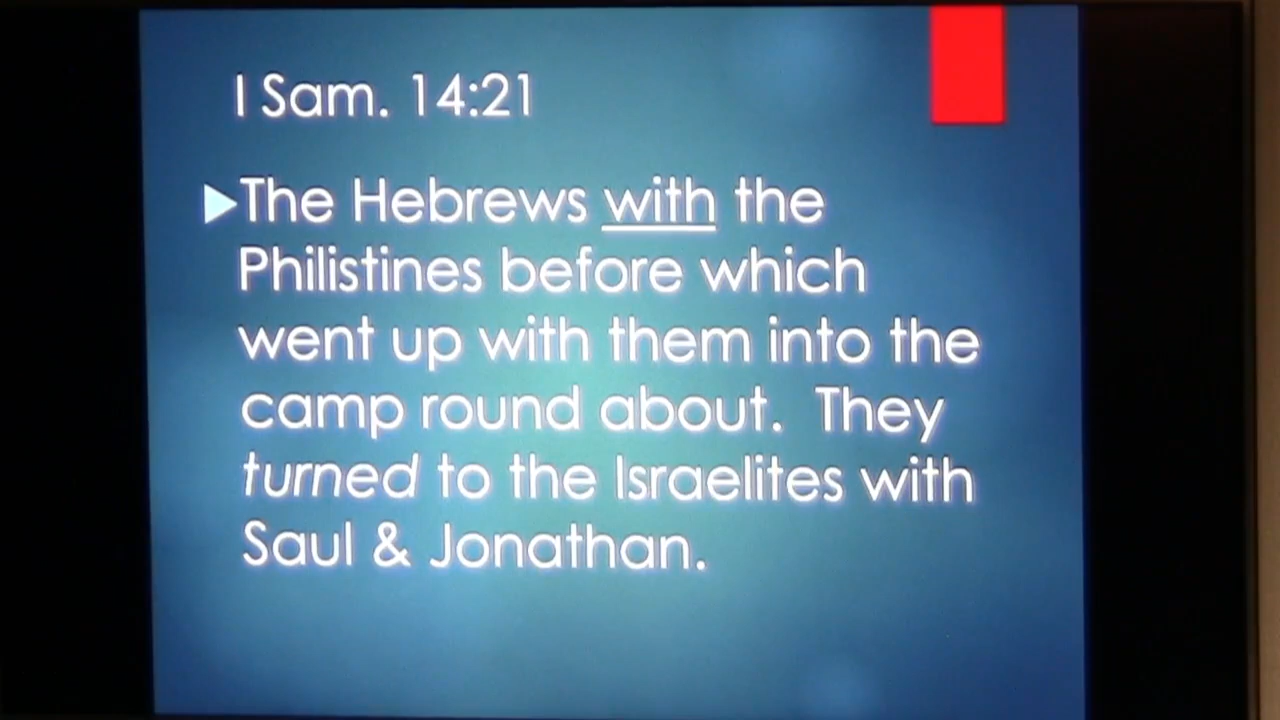 I Sam. 14:21
The Hebrews with the
Philistines before which
went up with them into the
camp round about.  They
turned to the Israelites with
Saul & Jonathan.